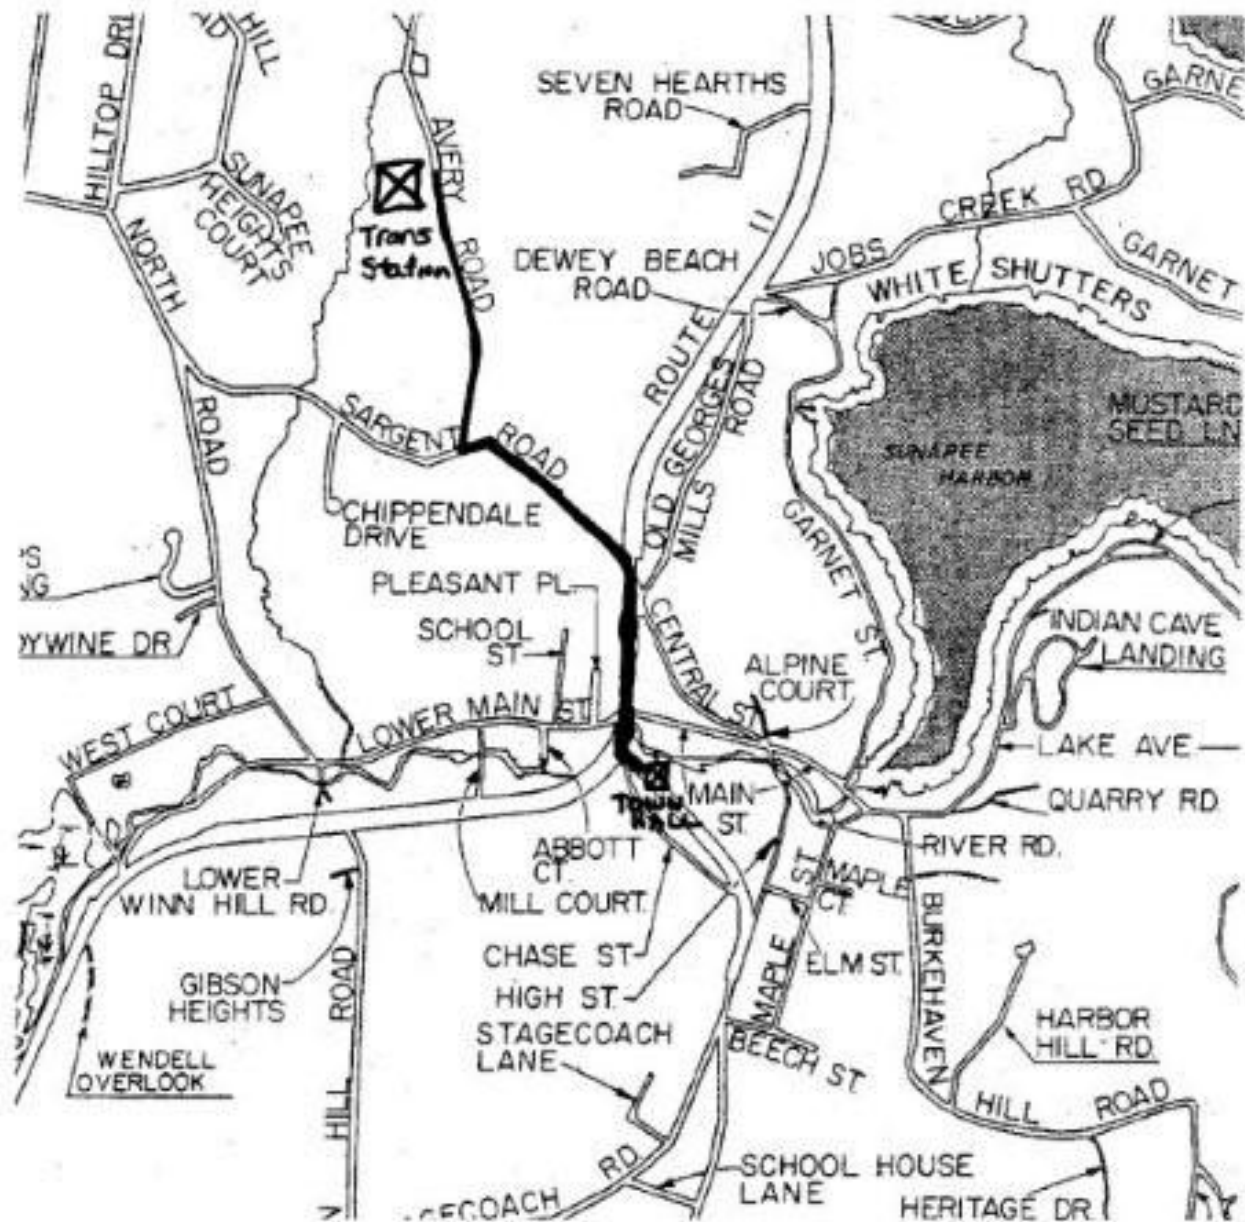 HILLTOP DRI
HILL
SUNAPEE
HEIGHTS
COURT
AVERY
ROAD
Trans
Station
SEVEN HEARTHS
ROAD
ROUTE 11
DEWEY BEACH
ROAD
JOBS CREEK RD
GARNE
GARNET
WHITE SHUTTERS
NORTH
ROAD
SARGENT ROAD
CHIPPENDALE
DRIVE
OLD GEORGES
MILLS ROAD
MUSTARD
SEED LN
SUNAPEE
HARBOR
GARNET ST.
PLEASANT PL.
SCHOOL
ST
CENTRAL ST.
ALPINE
COURT.
INDIAN CAVE
LANDING
YWINE DR
WEST COURT
LOWER MAIN ST.
LAKE AVE
QUARRY RD.
MAIN
ST.
TOWN
HALL
RIVER RD.
ABBOTT
CT.
MILL COURT.
LOWER
WINN HILL RD.
MAPLE
CT.
MAPLE ST
ELM ST.
CHASE ST
HIGH ST.
GIBSON
HEIGHTS
HILL ROAD
STAGECOACH
LANE
BEECH ST.
BURKEHAVEN
HILL ROAD
HARBOR
HILL RD.
WENDELL
OVERLOOK
SCHOOL HOUSE
LANE
GECOACH RD
HERITAGE DR.